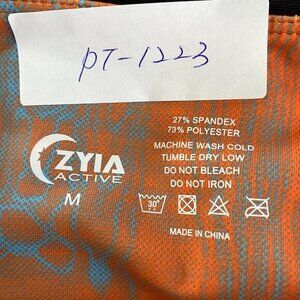 PT-1223
27% SPANDEX
73% POLYESTER
MACHINE WASH COLD
TUMBLE DRY LOW
DO NOT BLEACH
DO NOT IRON
ZYIA
ACTIVE
M
30°
MADE IN CHINA